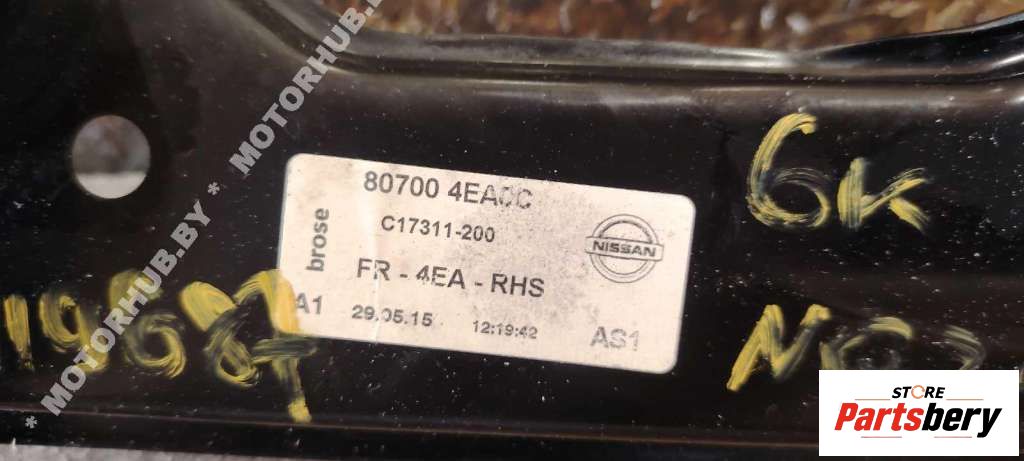 * MOTORHUB.BY * MOTORHUB.BY *
80700 4EA0C
C17311-200
brose
NISSAN
FR - 4EA - RHS
A1
29.05.15
12:19:42
AS1
6K
STORE
Partsbery